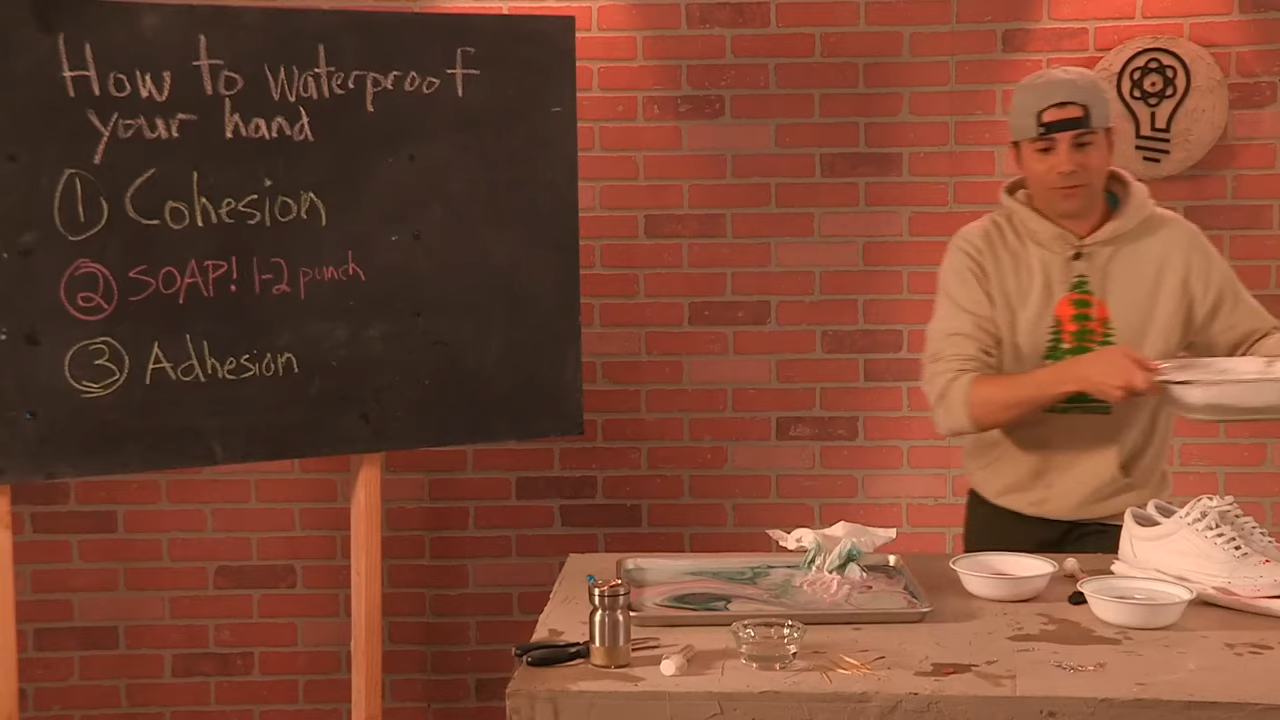 How to waterproof
your hand
① Cohesion
② SOAP! 1-2 punch
③ Adhesion